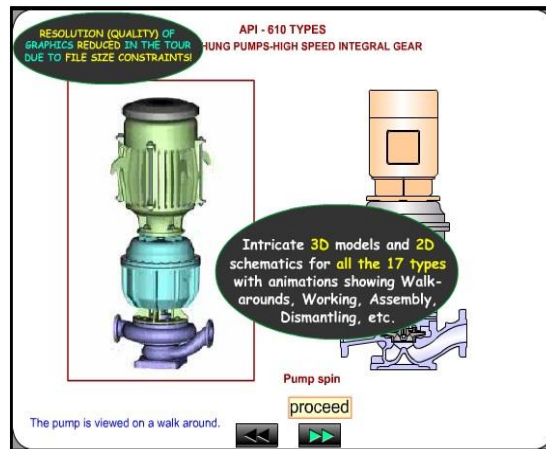 RESOLUTION (QUALITY) OF
GRAPHICS REDUCED IN THE TOUR
DUE TO FILE SIZE CONSTRAINTS!
API - 610 TYPES
HUNG PUMPS-HIGH SPEED INTEGRAL GEAR
Intricate 3D models and 2D
schematics for all the 17 types
with animations showing Walk-
arounds, Working, Assembly,
Dismantling, etc.
Pump spin
proceed
The pump is viewed on a walk around.